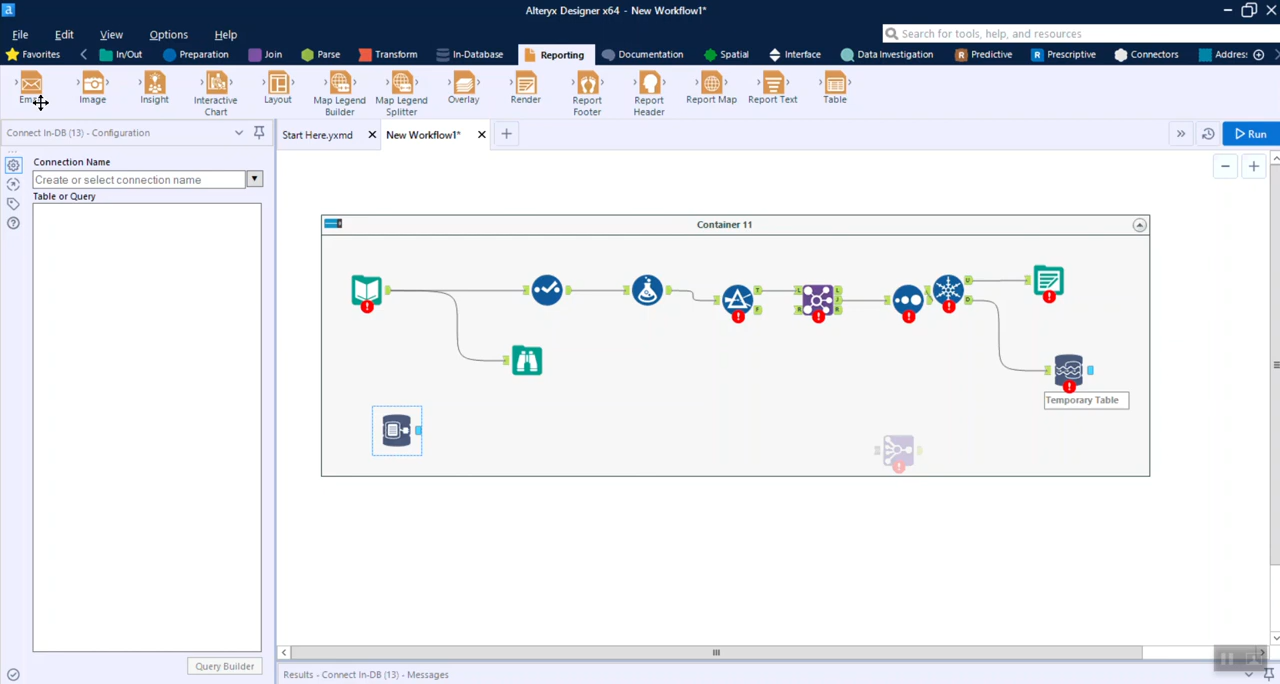 Alteryx Designer x64 - New Workflow1*
File Edit View Options Help
Search for tools, help, and resources
Favorites In/Out Preparation Join Parse Transform In-Database Reporting Documentation Spatial Interface Data Investigation Predictive Prescriptive Connectors Address
Email Image Insight Interactive Chart Layout Map Legend Builder Map Legend Splitter Overlay Render Report Footer Report Header Report Map Report Text Table
Connect In-DB (13) - Configuration
Start Here.yxmd New Workflow1* Run
Connection Name
Create or select connection name
Table or Query
Container 11
Temporary Table
Query Builder
Results - Connect In-DB (13) - Messages